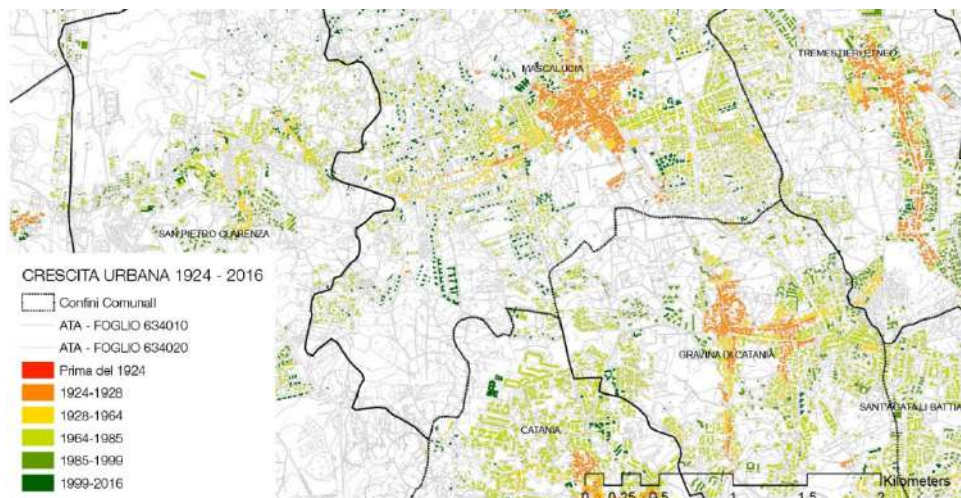 MASCALUCIA
TREMESTIERI ETNEO
SAN PIETRO CLARENZA
CRESCITA URBANA 1924 - 2016
Confini Comunali
ATA - FOGLIO 634010
ATA - FOGLIO 634020
Prima del 1924
1924-1928
1928-1964
1964-1985
1985-1999
1999-2016
GRAVINA DI CATANIA
SANT'AGATA LI BATTIA
CATANIA
Kilometers
0 0,25 0,5 1 1,5